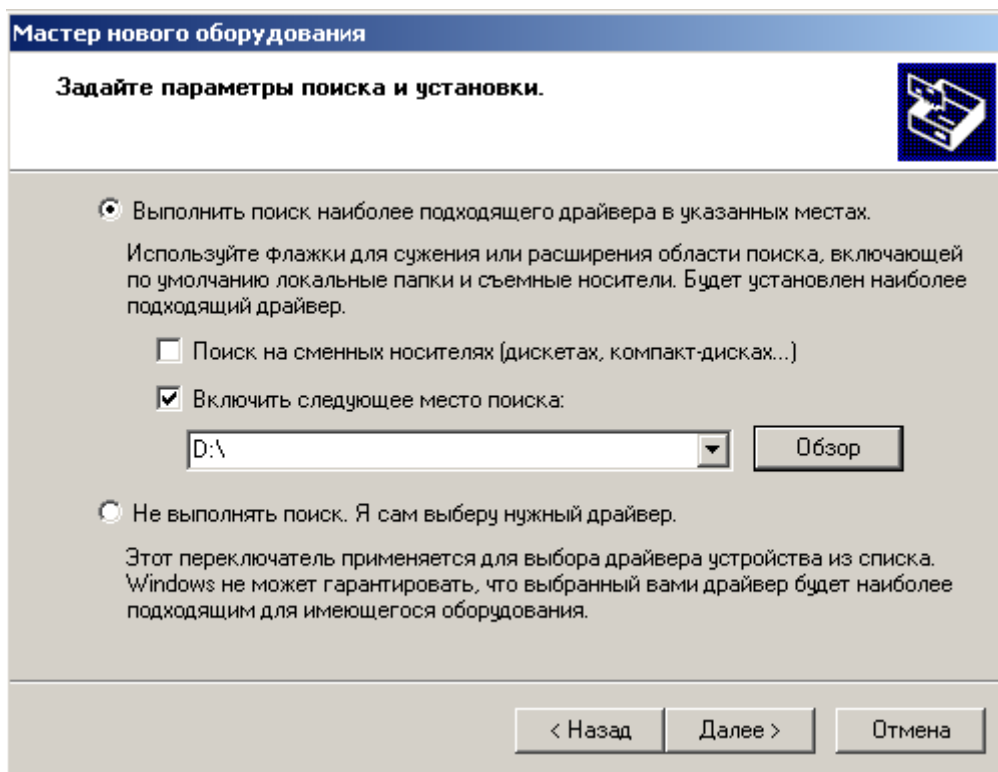 Мастер нового оборудования
Задайте параметры поиска и установки.
Выполнить поиск наиболее подходящего драйвера в указанных местах.
Используйте флажки для сужения или расширения области поиска, включающей
по умолчанию локальные папки и съемные носители. Будет установлен наиболее
подходящий драйвер.
Поиск на сменных носителях (дискетах, компакт-дисках...)
Включить следующее место поиска:
D:\
Обзор
Не выполнять поиск. Я сам выберу нужный драйвер.
Этот переключатель применяется для выбора драйвера устройства из списка.
Windows не может гарантировать, что выбранный вами драйвер будет наиболее
подходящим для имеющегося оборудования.
< Назад Далее > Отмена